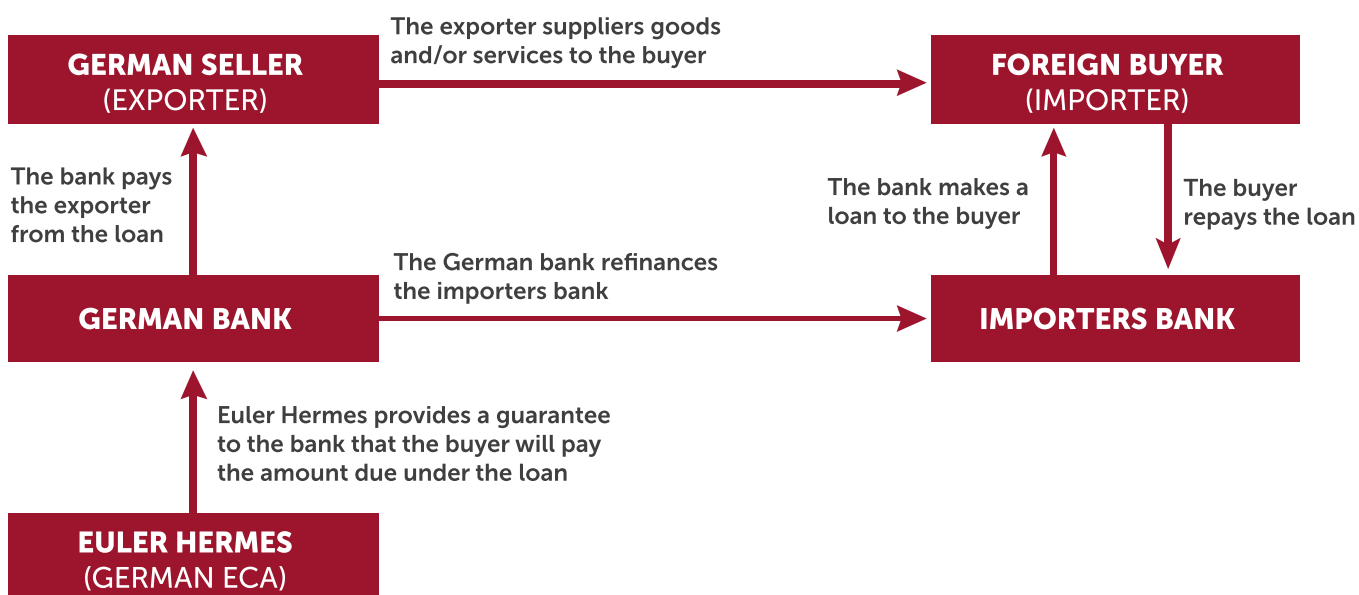 The exporter suppliers goods
and/or services to the buyer
GERMAN SELLER
(EXPORTER)
FOREIGN BUYER
(IMPORTER)
The bank pays
the exporter
from the loan
The bank makes a
loan to the buyer
The buyer
repays the loan
The German bank refinances
the importers bank
GERMAN BANK
IMPORTERS BANK
Euler Hermes provides a guarantee
to the bank that the buyer will pay
the amount due under the loan
EULER HERMES
(GERMAN ECA)